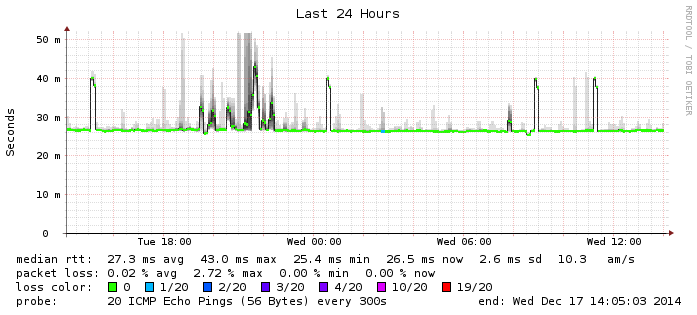 Last 24 Hours
RRDTOOL / TOBI OETIKER
Seconds
50 m
40 m
30 m
20 m
10 m
0
Tue 18:00 Wed 00:00 Wed 06:00 Wed 12:00
median rtt: 27.3 ms avg 43.0 ms max 25.4 ms min 26.5 ms now 2.6 ms sd 10.3 am/s
packet loss: 0.02 % avg 2.72 % max 0.00 % min 0.00 % now
loss color: 0 1/20 2/20 3/20 4/20 10/20 19/20
probe: 20 ICMP Echo Pings (56 Bytes) every 300s end: Wed Dec 17 14:05:03 2014